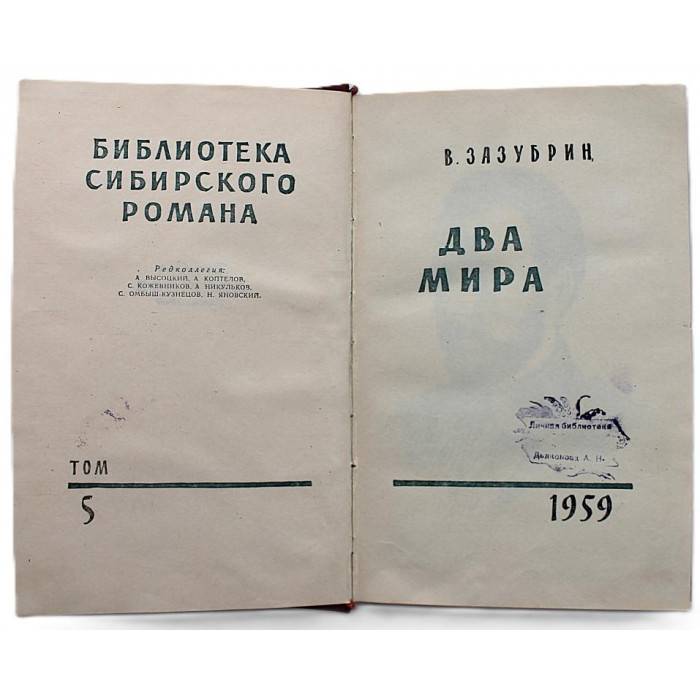 БИБЛИОТЕКА
СИБИРСКОГО
РОМАНА
Редколлегия:
А. ВЫСОЦКИЙ, А. КОПТЕЛОВ,
С. КОЖЕВНИКОВ, А. НИКУЛЬКОВ,
С. ОМБЫШ-КУЗНЕЦОВ, Н. ЯНОВСКИЙ.
ТОМ
5
В. ЗАЗУБРИН
ДВА
МИРА
Личная библиотека
Дьяконова А. Н.
1959